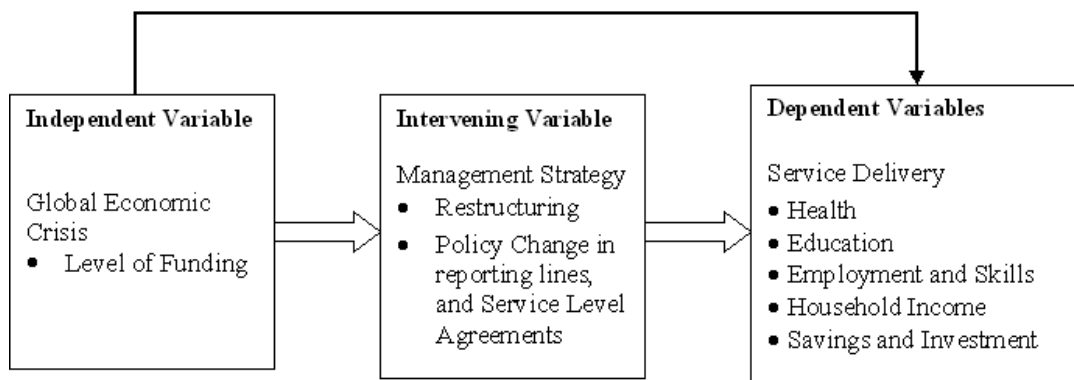 Independent Variable
Global Economic
Crisis
• Level of Funding
Intervening Variable
Management Strategy
• Restructuring
• Policy Change in
reporting lines,
and Service Level
Agreements
Dependent Variables
Service Delivery
• Health
• Education
• Employment and Skills
• Household Income
• Savings and Investment